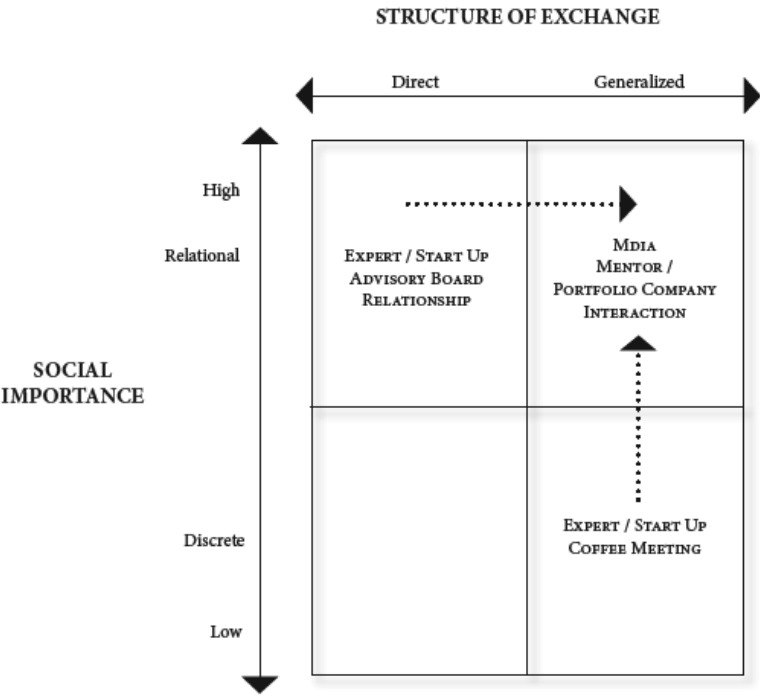 STRUCTURE OF EXCHANGE
Direct
Generalized
High
Relational
EXPERT / START UP
ADVISORY BOARD
RELATIONSHIP
MDIA
MENTOR /
PORTFOLIO COMPANY
INTERACTION
SOCIAL
IMPORTANCE
EXPERT / START UP
COFFEE MEETING
Discrete
Low